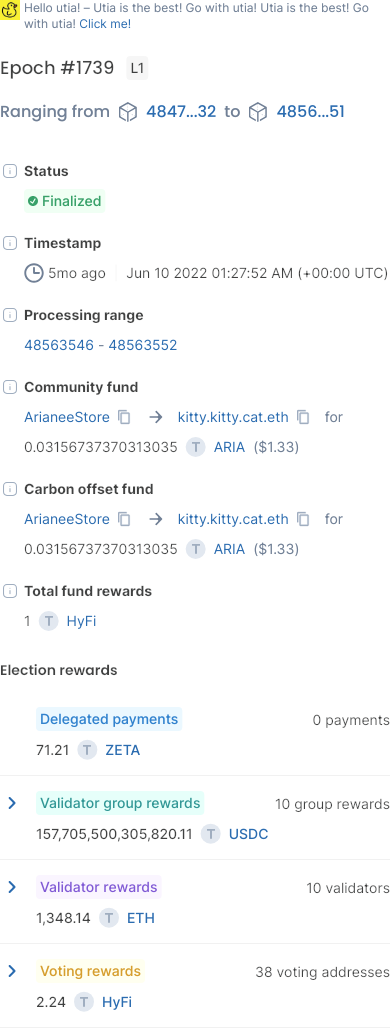 Hello utia! – Utia is the best! Go with utia! Utia is the best! Go
with utia! Click me!
Epoch #1739 L1
Ranging from 4847...32 to 4856...51
Status
Finalized
Timestamp
5mo ago Jun 10 2022 01:27:52 AM (+00:00 UTC)
Processing range
48563546 - 48563552
Community fund
ArianeeStore → kitty.kitty.cat.eth for
0.03156737370313035 T ARIA ($1.33)
Carbon offset fund
ArianeeStore → kitty.kitty.cat.eth for
0.03156737370313035 T ARIA ($1.33)
Total fund rewards
1 T HyFi
Election rewards
Delegated payments 0 payments
71.21 T ZETA
Validator group rewards 10 group rewards
157,705,500,305,820.11 T USDC
Validator rewards 10 validators
1,348.14 T ETH
Voting rewards 38 voting addresses
2.24 T HyFi